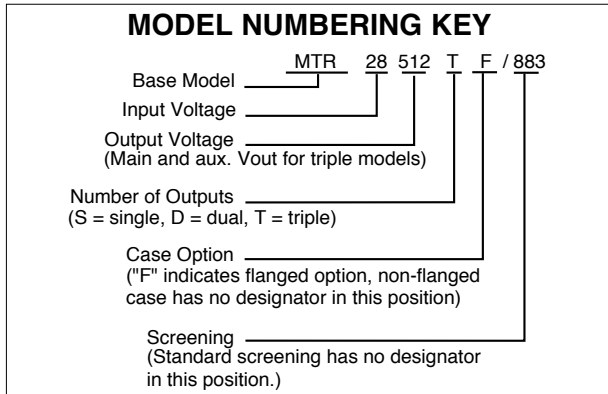 MODEL NUMBERING KEY
MTR 28 512 T F / 883
Base Model
Input Voltage
Output Voltage
(Main and aux. Vout for triple models)
Number of Outputs
(S = single, D = dual, T = triple)
Case Option
("F" indicates flanged option, non-flanged
case has no designator in this position)
Screening
(Standard screening has no designator
in this position.)